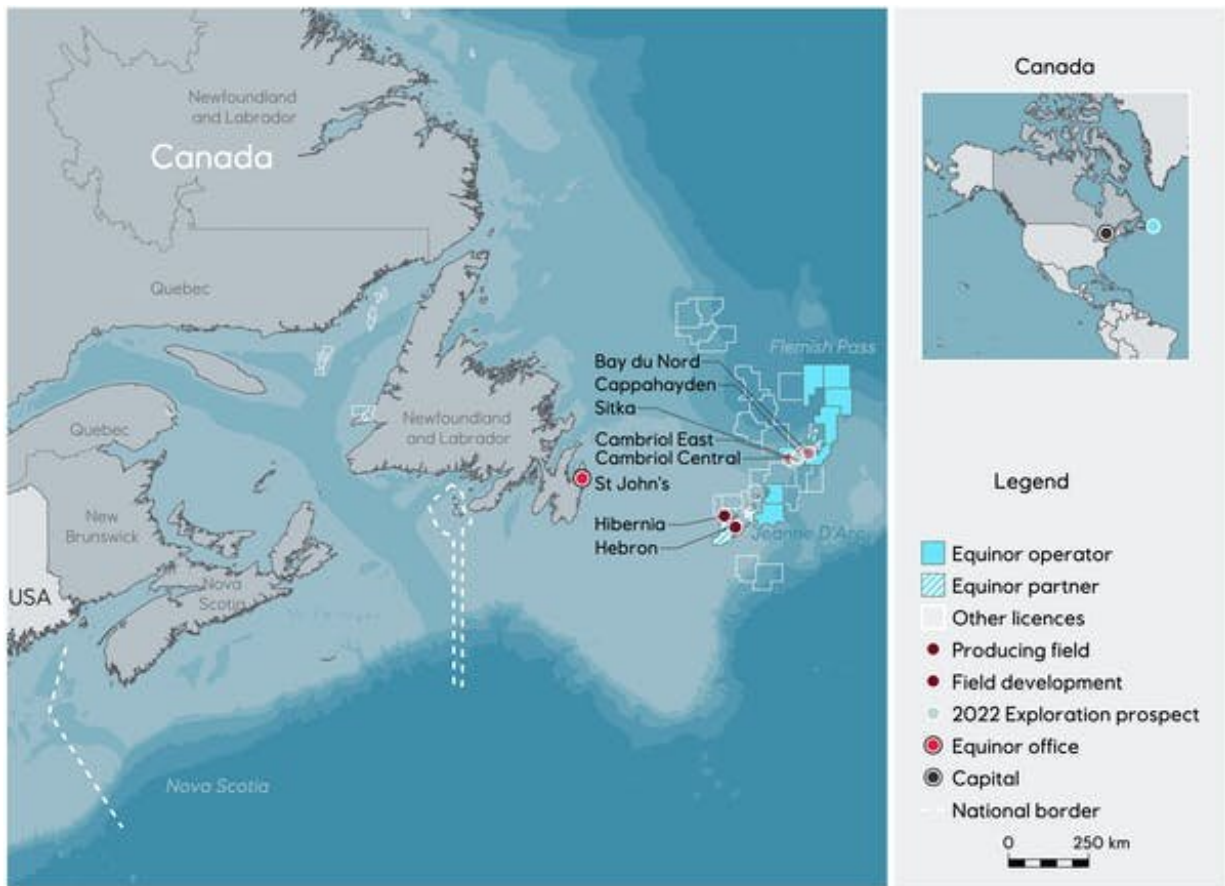 Newfoundland
and Labrador
Canada
Quebec
Quebec
New
Brunswick
Nova
Scotia
USA
Newfoundland
and Labrador
Flemish Pass
Bay du Nord
Cappahayden
Sitka
Cambriol East
Cambriol Central
St John's
Hibernia
Hebron
Jeanne D'Arc
Nova Scotia
Canada
Legend
Equinor operator
Equinor partner
Other licences
Producing field
Field development
2022 Exploration prospect
Equinor office
Capital
National border
0 250 km